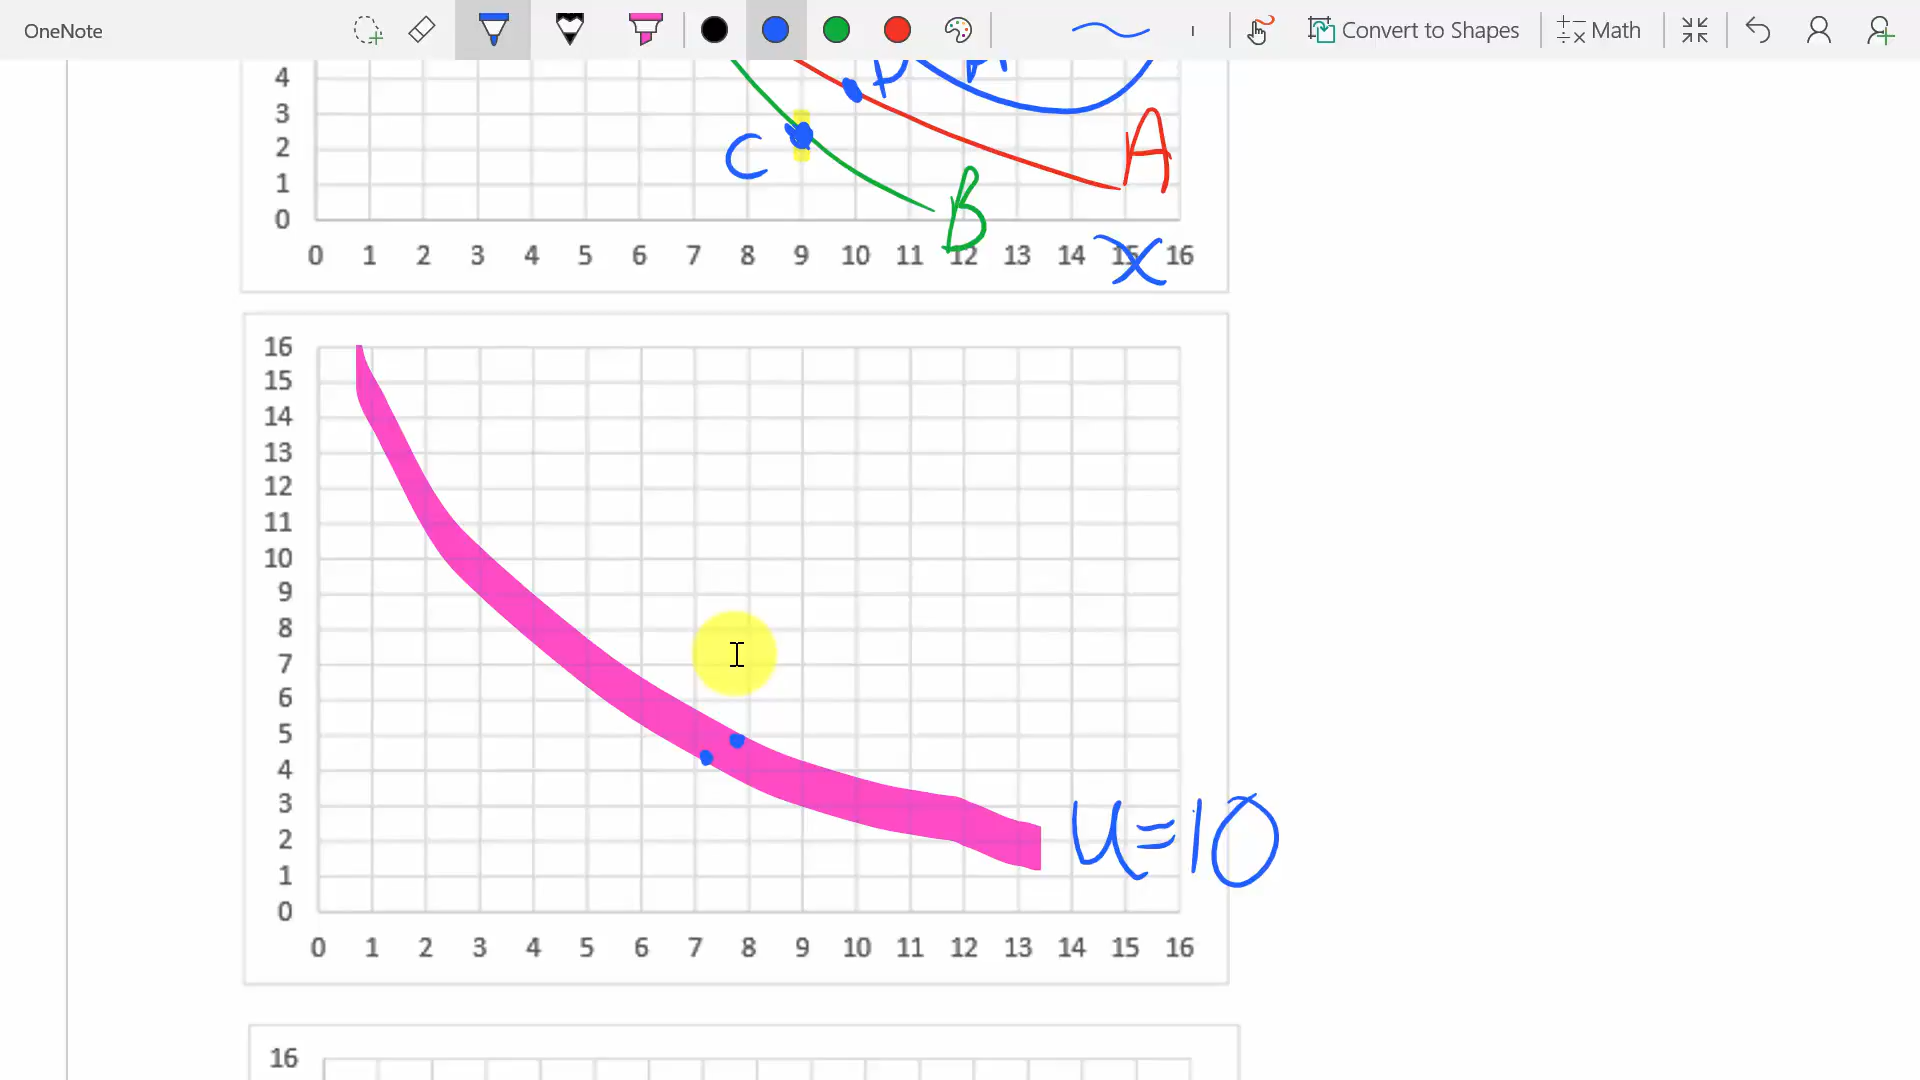 OneNote
Convert to Shapes
Math
4
3
2
1
0
C
A
B
0 1 2 3 4 5 6 7 8 9 10 11 12 13 14 15 16
X
16
15
14
13
12
11
10
9
8
7
6
5
4
3
2
1
0
U=10
0 1 2 3 4 5 6 7 8 9 10 11 12 13 14 15 16
16